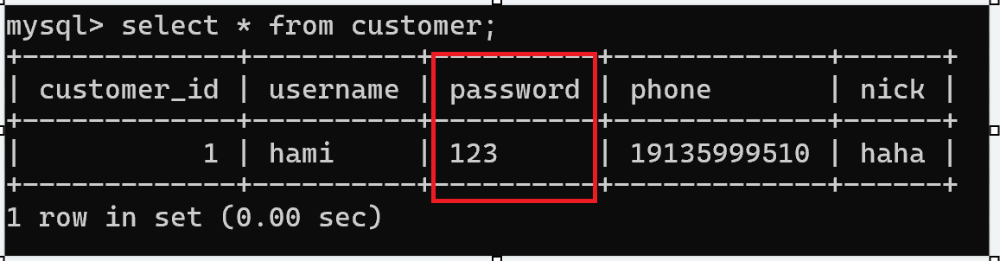 mysql> select * from customer;
+-------------+----------+----------+-------------+------+
| customer_id | username | password | phone       | nick |
+-------------+----------+----------+-------------+------+
|           1 | hami     | 123      | 19135999510 | haha |
+-------------+----------+----------+-------------+------+
1 row in set (0.00 sec)